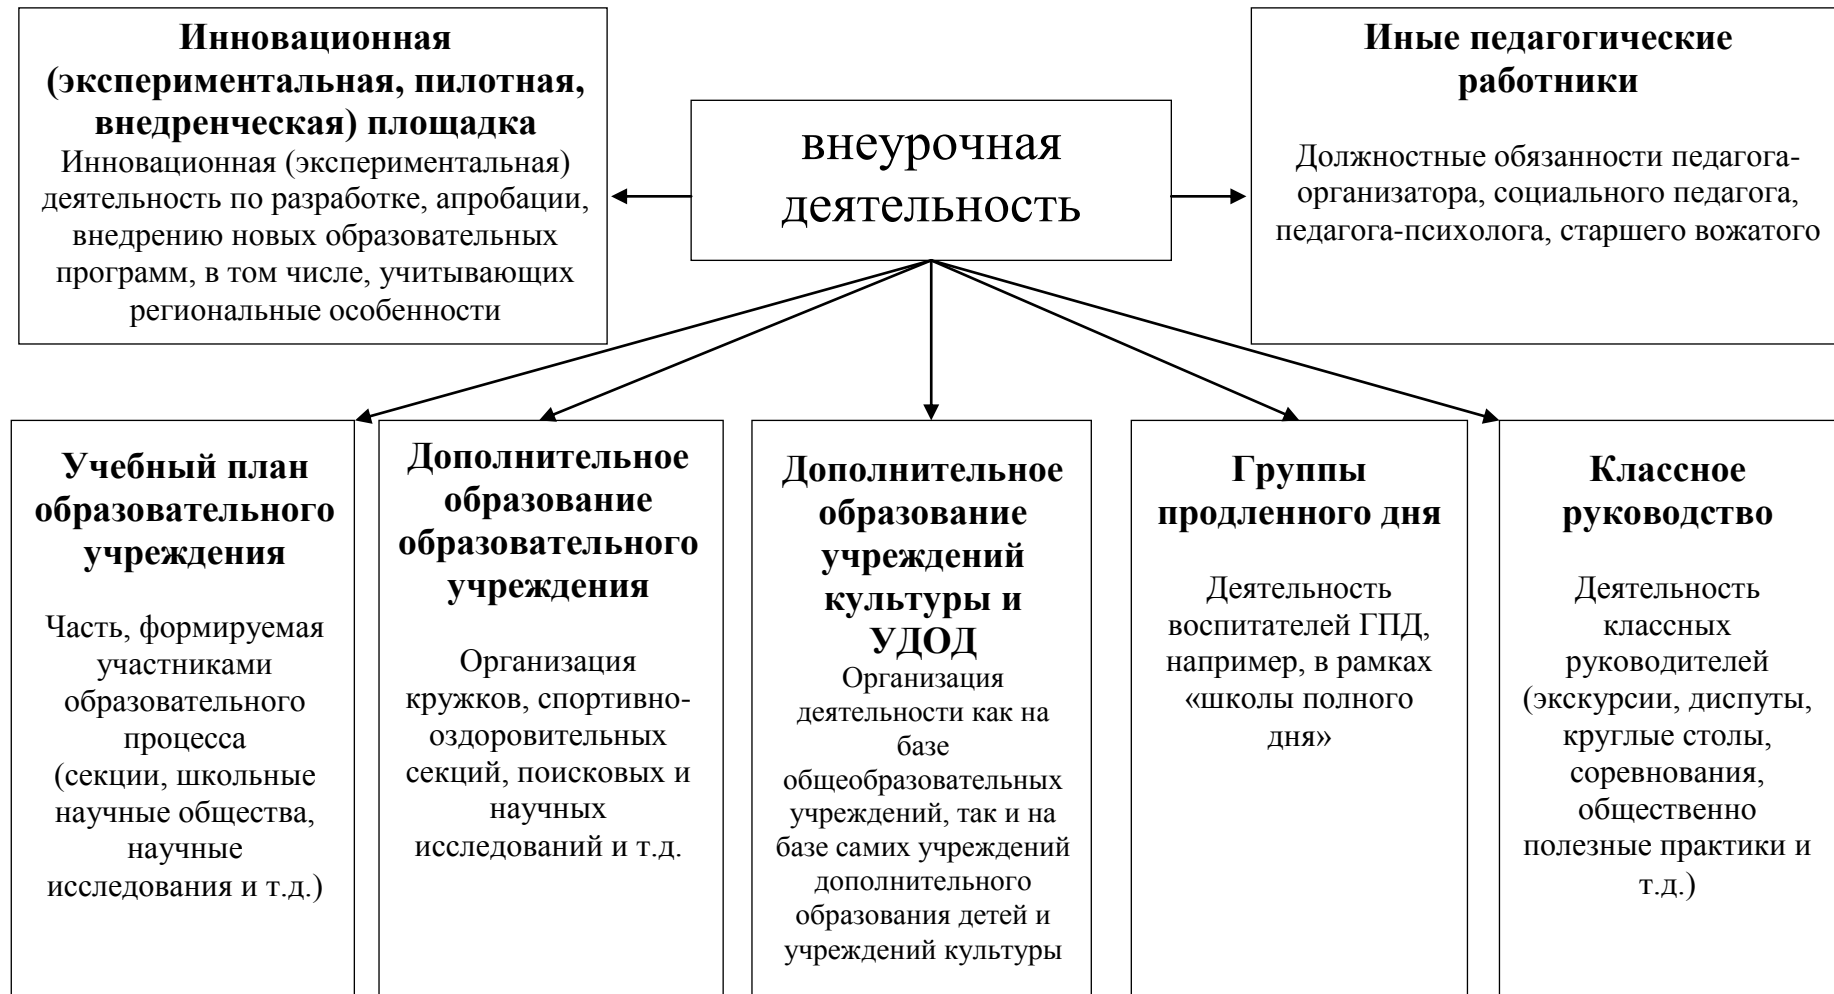 Инновационная
(экспериментальная, пилотная,
внедренческая) площадка
Инновационная (экспериментальная)
деятельность по разработке, апробации,
внедрению новых образовательных
программ, в том числе, учитывающих
региональные особенности
внеурочная
деятельность
Иные педагогические
работники
Должностные обязанности педагога-
организатора, социального педагога,
педагога-психолога, старшего вожатого
Учебный план
образовательного
учреждения
Часть, формируемая
участниками
образовательного
процесса
(секции, школьные
научные общества,
научные
исследования и т.д.)
Дополнительное
образование
образовательного
учреждения
Организация
кружков, спортивно-
оздоровительных
секций, поисковых и
научных
исследований и т.д.
Дополнительное
образование
учреждений
культуры и
УДОД
Организация
деятельности как на
базе
общеобразовательных
учреждений, так и на
базе самих учреждений
дополнительного
образования детей и
учреждений культуры
Группы
продленного дня
Деятельность
воспитателей ГПД,
например, в рамках
«школы полного
дня»
Классное
руководство
Деятельность
классных
руководителей
(экскурсии, диспуты,
круглые столы,
соревнования,
общественно
полезные практики и
т.д.)